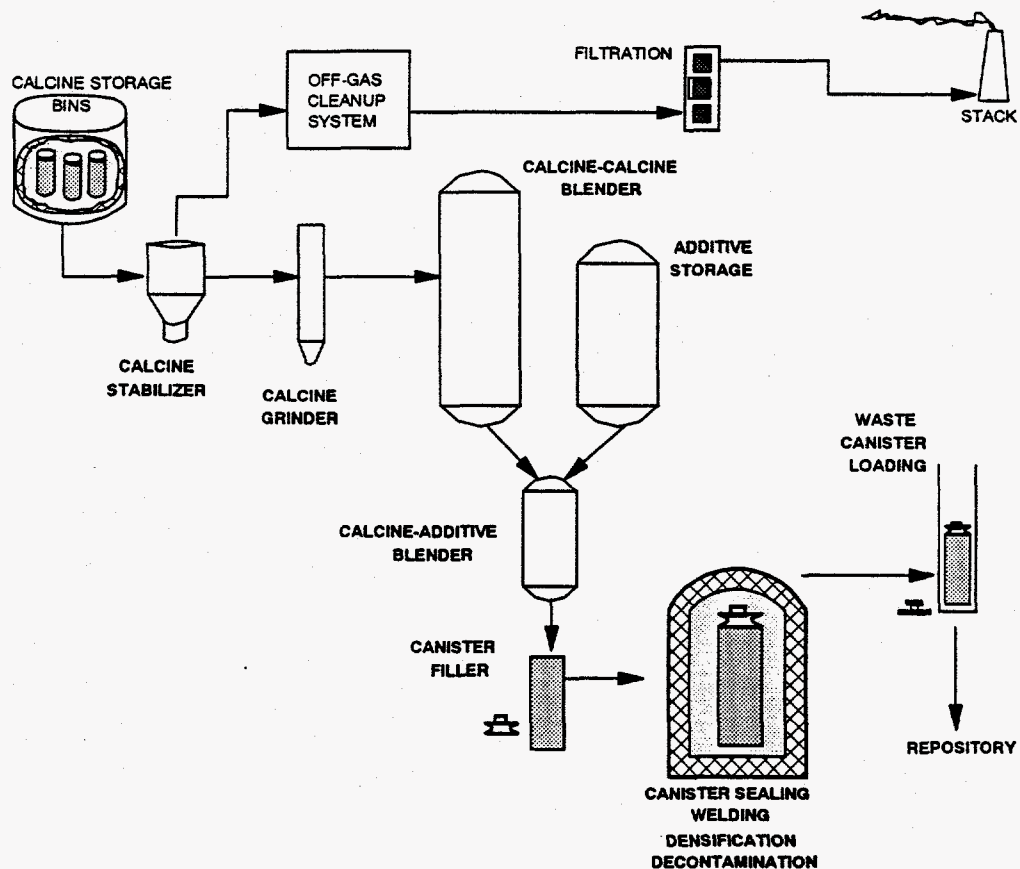 CALCINE STORAGE
BINS
OFF-GAS
CLEANUP
SYSTEM
FILTRATION
STACK
CALCINE-CALCINE
BLENDER
ADDITIVE
STORAGE
CALCINE
STABILIZER
CALCINE
GRINDER
WASTE
CANISTER
LOADING
CALCINE-ADDITIVE
BLENDER
CANISTER
FILLER
REPOSITORY
CANISTER SEALING
WELDING
DENSIFICATION
DECONTAMINATION